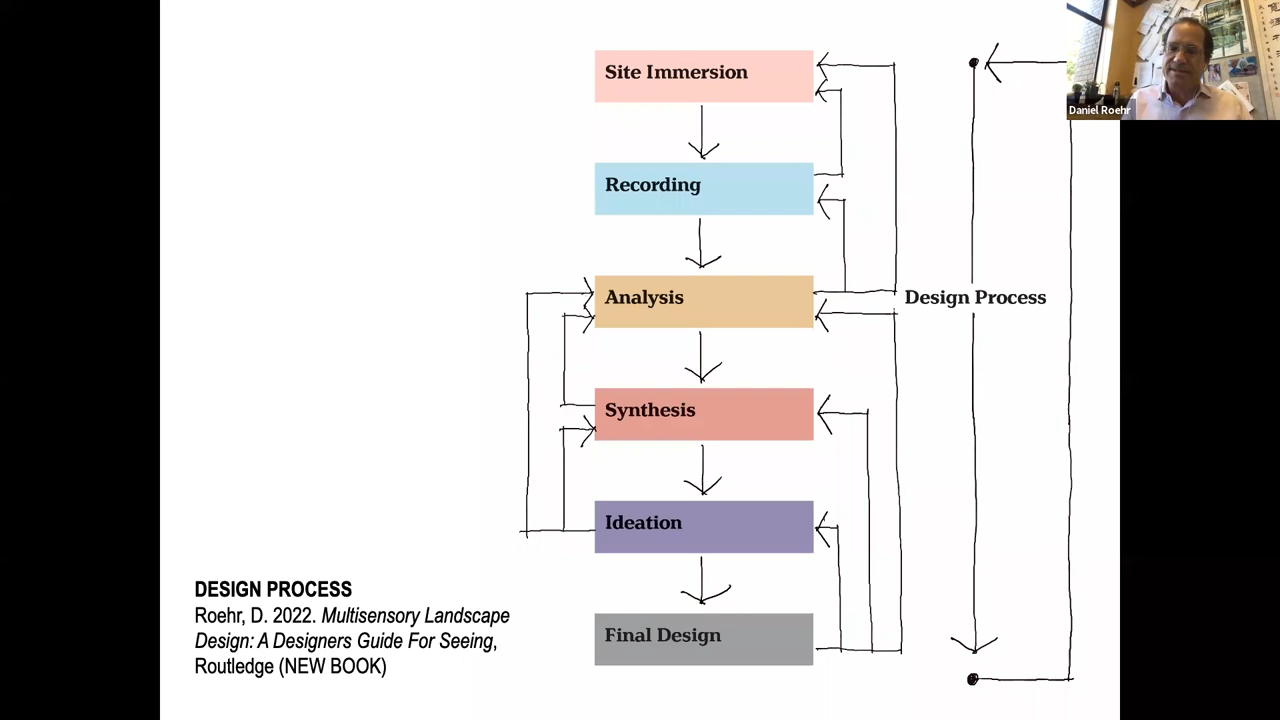 Site Immersion
Daniel Roehr
Recording
Analysis
Design Process
Synthesis
Ideation
Final Design
DESIGN PROCESS
Roehr, D. 2022. Multisensory Landscape
Design: A Designers Guide For Seeing,
Routledge (NEW BOOK)